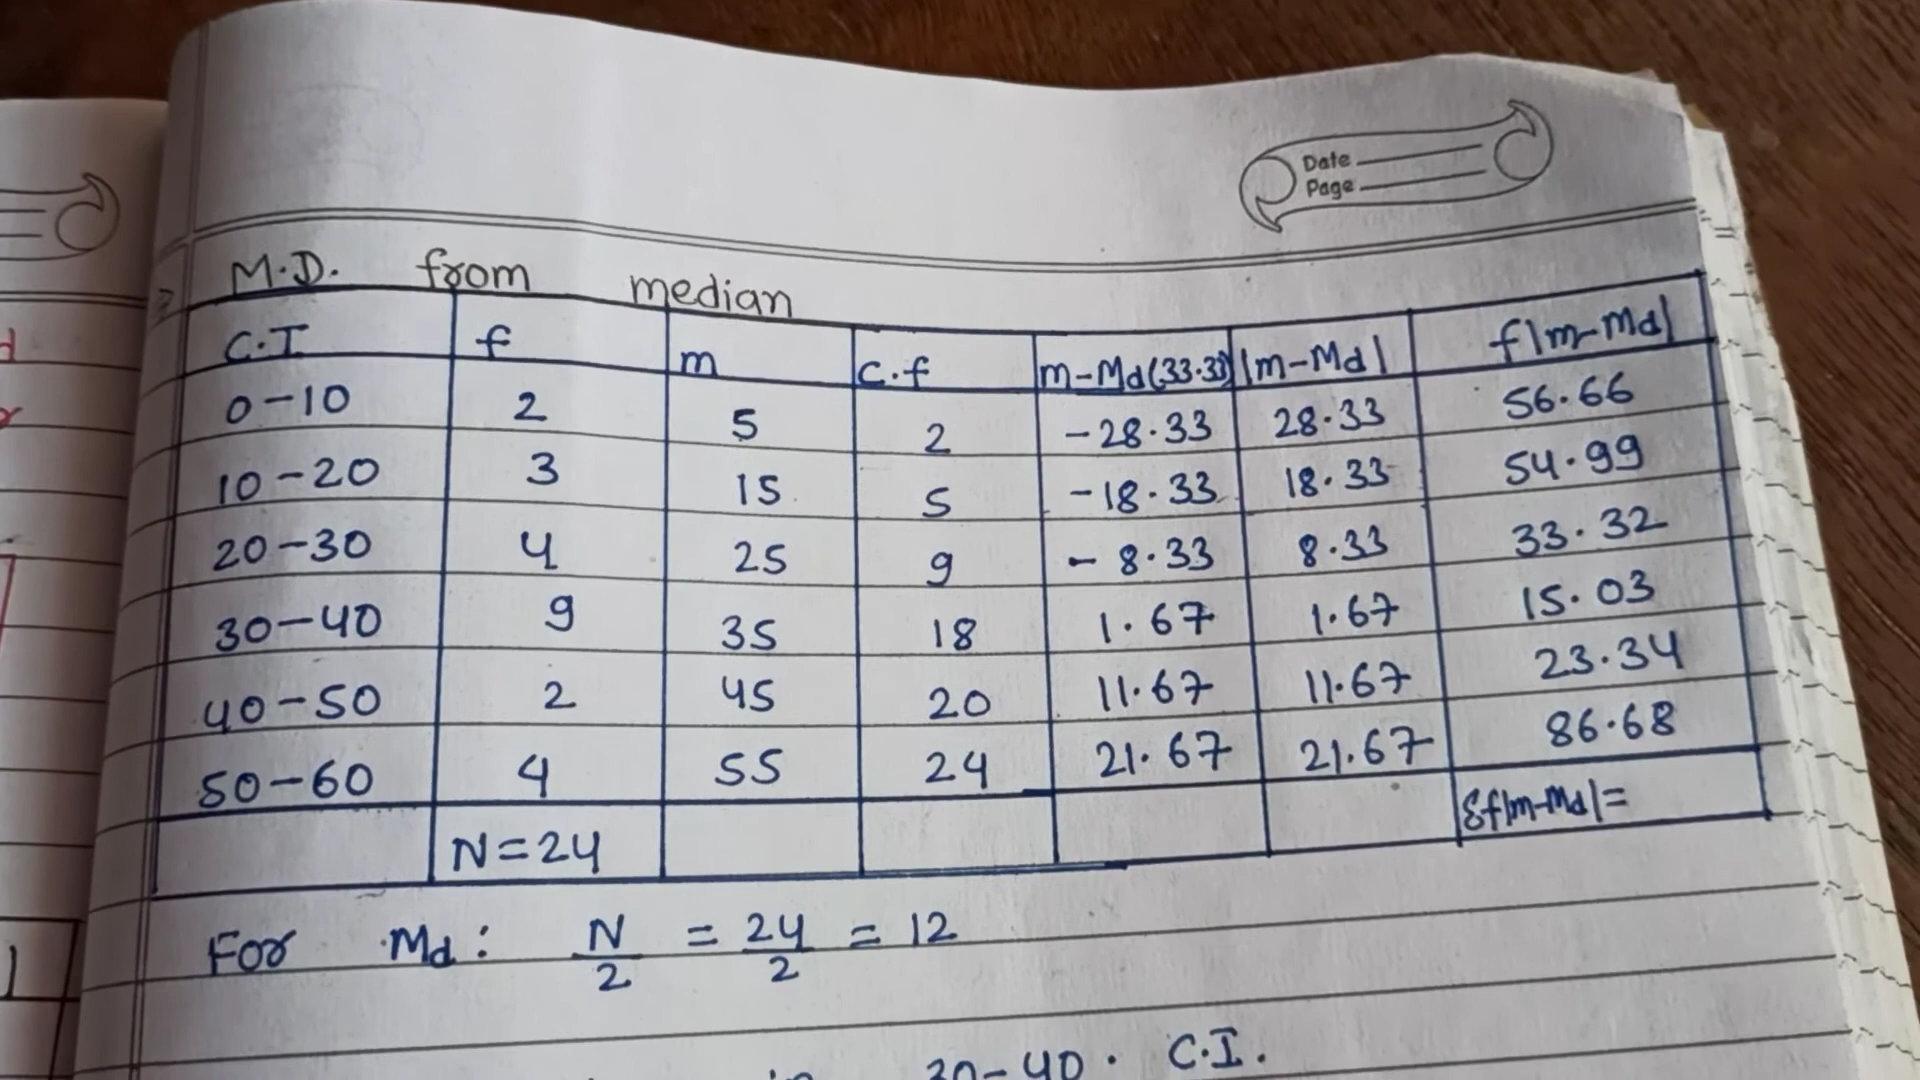 Date
Page
M.D. from median
C.I f m c.f m-Md(33.33) |m-Md| f|m-Md|
0-10 2 5 2 -28.33 28.33 56.66
10-20 3 15 5 -18.33 18.33 54.99
20-30 4 25 9 -8.33 8.33 33.32
30-40 9 35 18 1.67 1.67 15.03
40-50 2 45 20 11.67 11.67 23.34
50-60 4 55 24 21.67 21.67 86.68
N=24 Σf|m-Md|=
For Md: N/2 = 24/2 = 12
in 30-40. C.I.